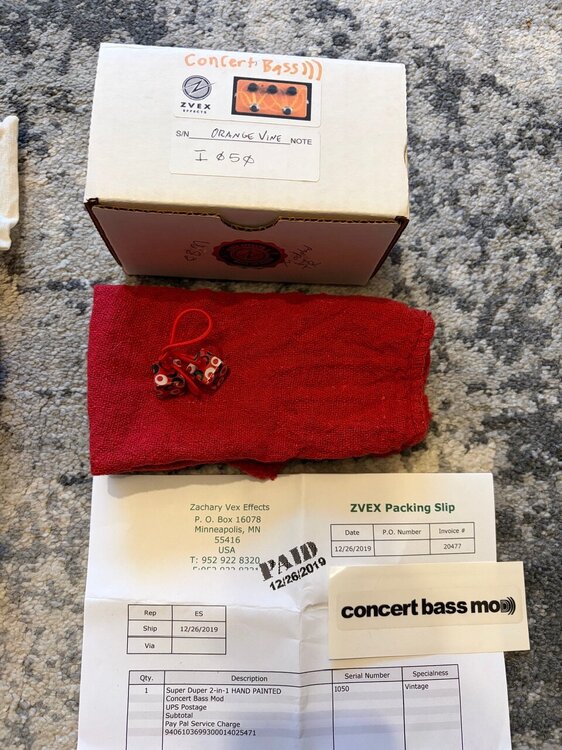 Concert Bass)))
ZVEX
EFFECTS
S/N ORANGE VINE NOTE
I Ø5Ø
Zachary Vex Effects
P. O. Box 16078
Minneapolis, MN
55416
USA
T: 952 922 8320
ZVEX Packing Slip
Date P.O. Number Invoice #
12/26/2019 20477
PAID
12/26/2019
concert bass mod)))
Rep ES
Ship 12/26/2019
Via
Qty. Description Serial Number Specialness
1 Super Duper 2-in-1 HAND PAINTED I050 Vintage
Concert Bass Mod
UPS Postage
Subtotal
Pay Pal Service Charge
9406103699300014025471